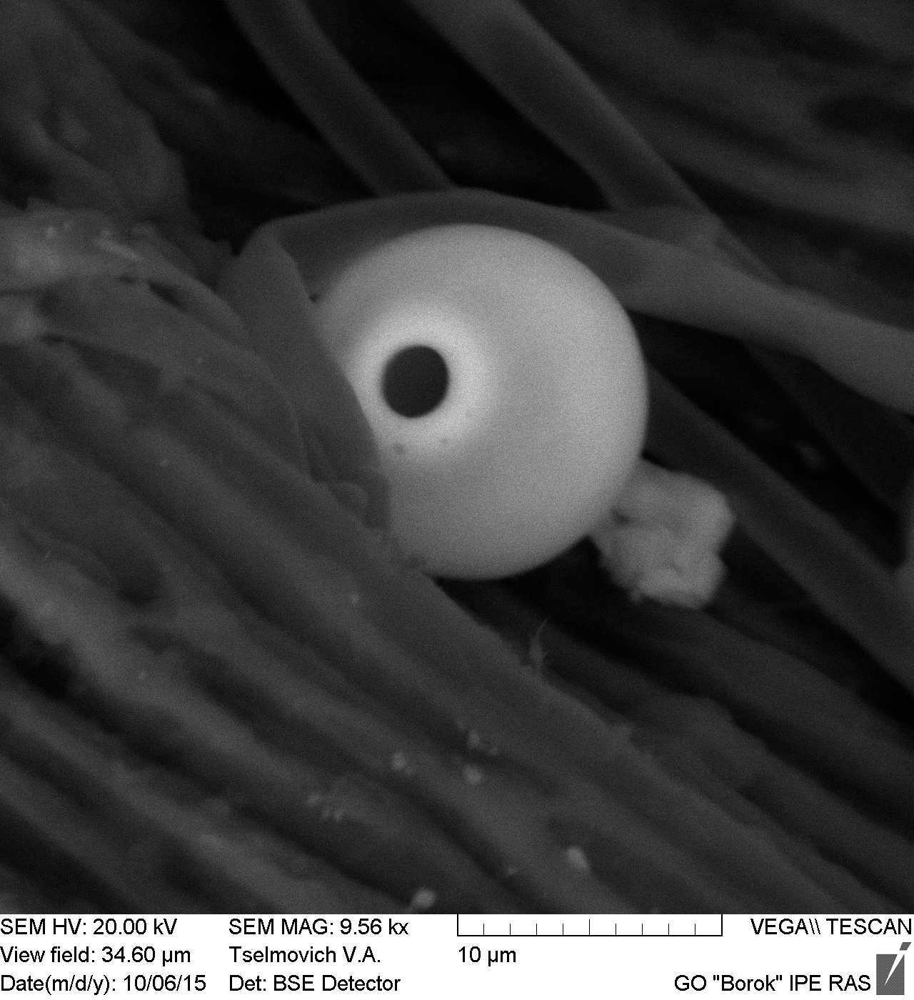 SEM HV: 20.00 kV SEM MAG: 9.56 kx VEGA\\ TESCAN
View field: 34.60 µm Tselmovich V.A. 10 µm
Date(m/d/y): 10/06/15 Det: BSE Detector GO "Borok" IPE RAS